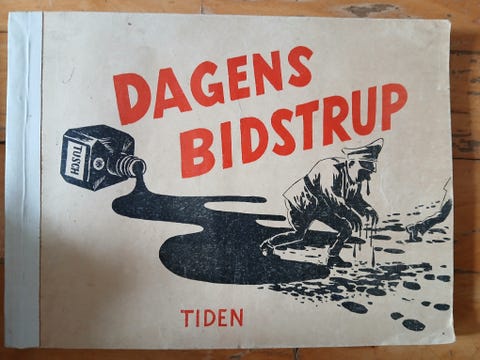 DAGENS
BIDSTRUP
TUSCH
TIDEN